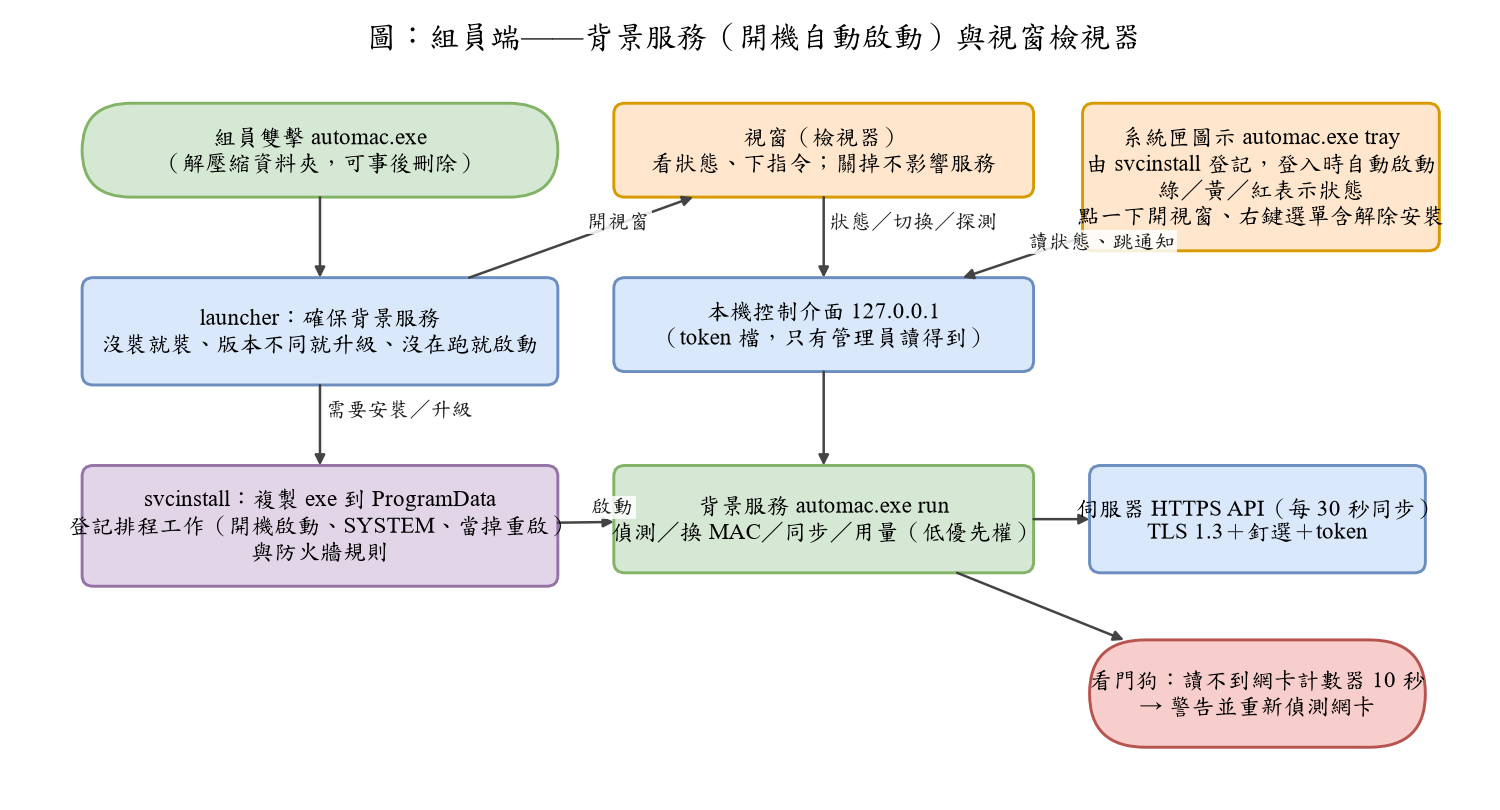 圖：組員端——背景服務（開機自動啟動）與視窗檢視器
組員雙擊 automac.exe
（解壓縮資料夾，可事後刪除）
視窗（檢視器）
看狀態、下指令；關掉不影響服務
系統匣圖示 automac.exe tray
由 svcinstall 登記，登入時自動啟動
綠／黃／紅表示狀態
點一下開視窗、右鍵選單含解除安裝
開視窗
狀態／切換／探測
讀狀態、跳通知
launcher：確保背景服務
沒裝就裝、版本不同就升級、沒在跑就啟動
本機控制介面 127.0.0.1
（token 檔，只有管理員讀得到）
需要安裝／升級
svcinstall：複製 exe 到 ProgramData
登記排程工作（開機啟動、SYSTEM、當掉重啟）
與防火牆規則
啟動
背景服務 automac.exe run
偵測／換 MAC／同步／用量（低優先權）
伺服器 HTTPS API（每 30 秒同步）
TLS 1.3＋釘選＋token
看門狗：讀不到網卡計數器 10 秒
→ 警告並重新偵測網卡